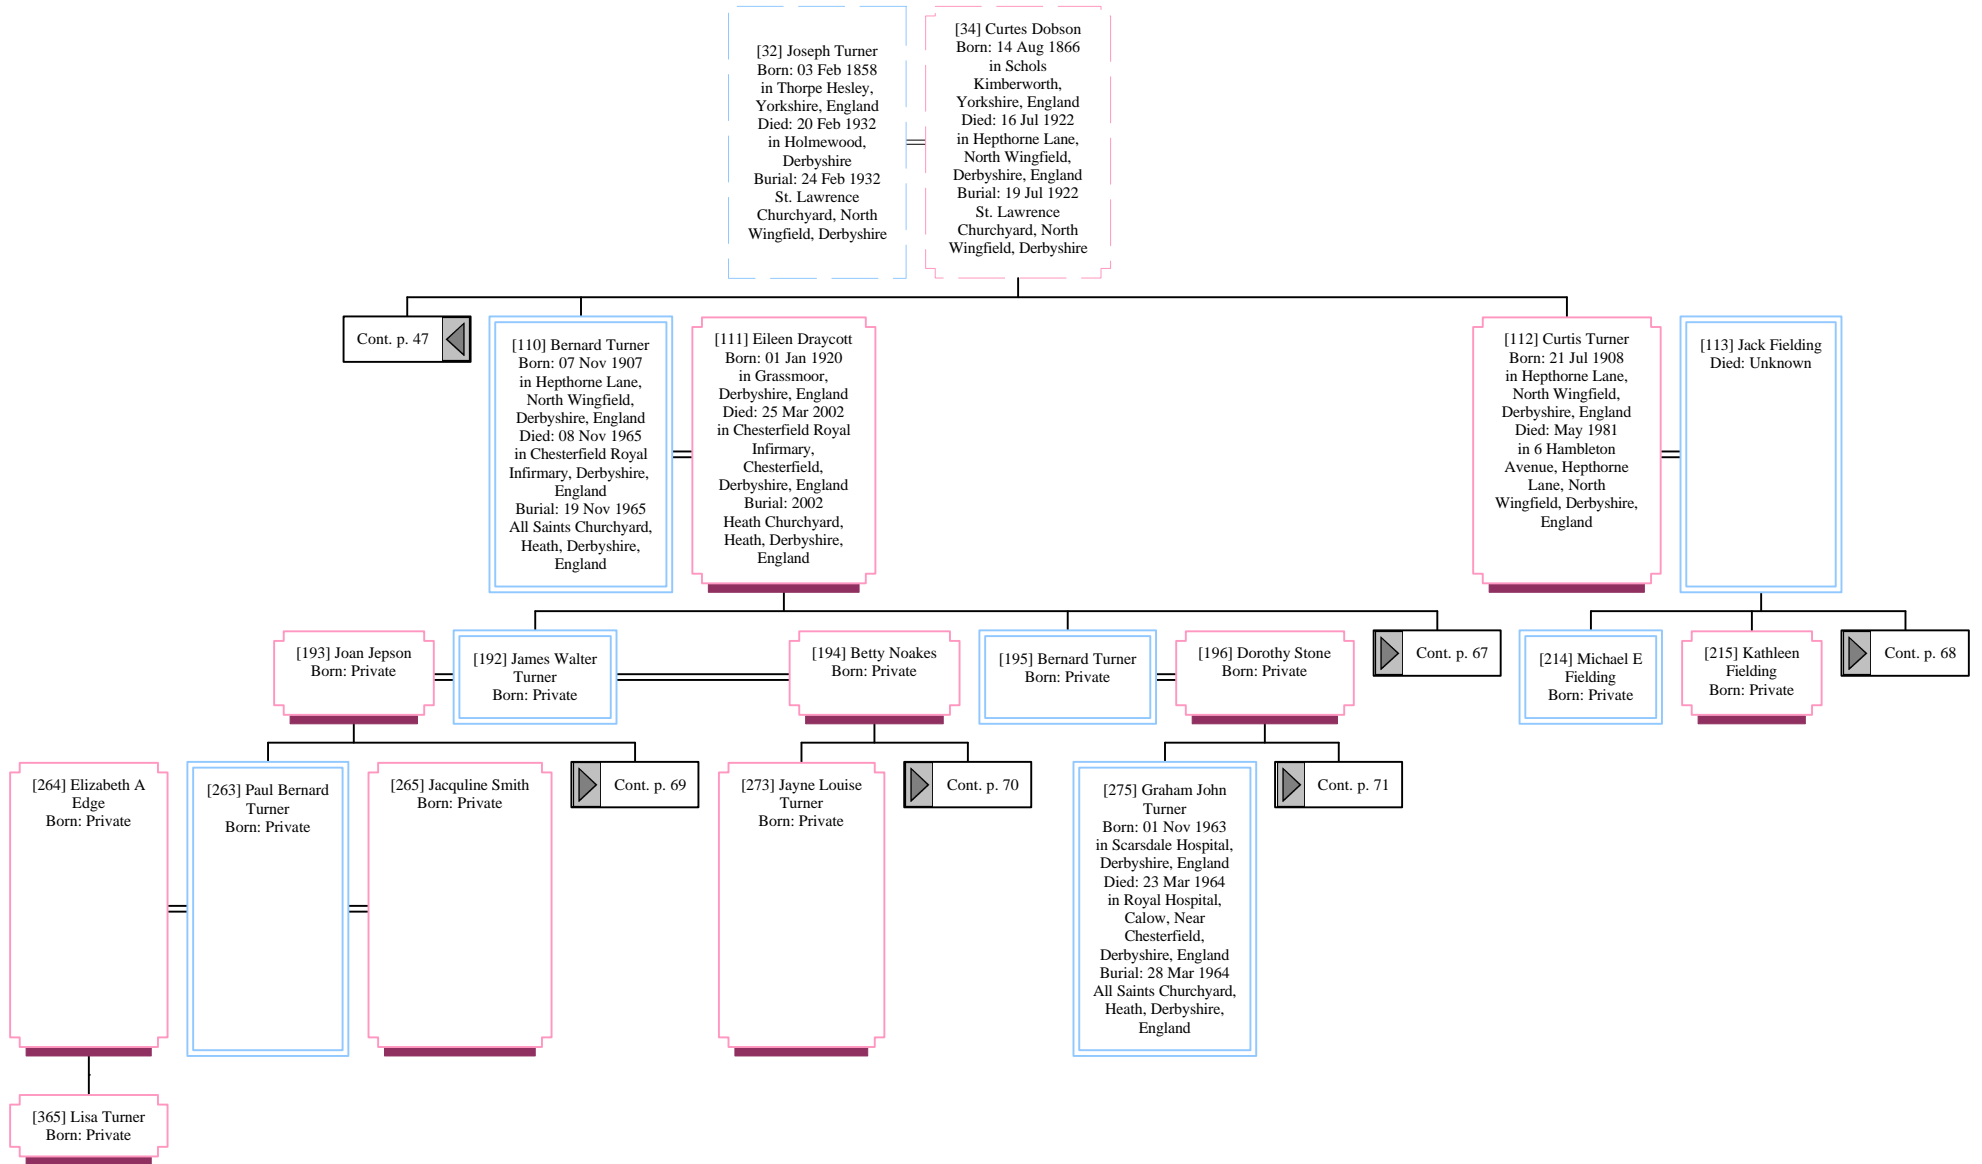 [32] Joseph Turner
Born: 03 Feb 1858
in Thorpe Hesley,
Yorkshire, England
Died: 20 Feb 1932
in Holmewood,
Derbyshire
Burial: 24 Feb 1932
St. Lawrence
Churchyard, North
Wingfield, Derbyshire
[34] Curtes Dobson
Born: 14 Aug 1866
in Schols
Kimberworth,
Yorkshire, England
Died: 16 Jul 1922
in Hepthorne Lane,
North Wingfield,
Derbyshire, England
Burial: 19 Jul 1922
St. Lawrence
Churchyard, North
Wingfield, Derbyshire
Cont. p. 47
[110] Bernard Turner
Born: 07 Nov 1907
in Hepthorne Lane,
North Wingfield,
Derbyshire, England
Died: 08 Nov 1965
in Chesterfield Royal
Infirmary, Derbyshire,
England
Burial: 19 Nov 1965
All Saints Churchyard,
Heath, Derbyshire,
England
[111] Eileen Draycott
Born: 01 Jan 1920
in Grassmoor,
Derbyshire, England
Died: 25 Mar 2002
in Chesterfield Royal
Infirmary,
Chesterfield,
Derbyshire, England
Burial: 2002
Heath Churchyard,
Heath, Derbyshire,
England
[112] Curtis Turner
Born: 21 Jul 1908
in Hepthorne Lane,
North Wingfield,
Derbyshire, England
Died: May 1981
in 6 Hambleton
Avenue, Hepthorne
Lane, North
Wingfield, Derbyshire,
England
[113] Jack Fielding
Died: Unknown
[193] Joan Jepson
Born: Private
[192] James Walter
Turner
Born: Private
[194] Betty Noakes
Born: Private
[195] Bernard Turner
Born: Private
[196] Dorothy Stone
Born: Private
Cont. p. 67
[214] Michael E
Fielding
Born: Private
[215] Kathleen
Fielding
Born: Private
Cont. p. 68
[264] Elizabeth A
Edge
Born: Private
[263] Paul Bernard
Turner
Born: Private
[265] Jacquline Smith
Born: Private
Cont. p. 69
[273] Jayne Louise
Turner
Born: Private
Cont. p. 70
[275] Graham John
Turner
Born: 01 Nov 1963
in Scarsdale Hospital,
Derbyshire, England
Died: 23 Mar 1964
in Royal Hospital,
Calow, Near
Chesterfield,
Derbyshire, England
Burial: 28 Mar 1964
All Saints Churchyard,
Heath, Derbyshire,
England
Cont. p. 71
[365] Lisa Turner
Born: Private